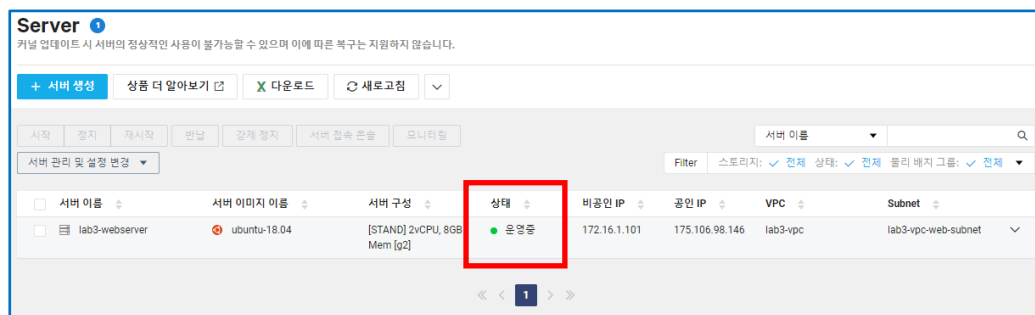 Server 1
커널 업데이트 시 서버의 정상적인 사용이 불가능할 수 있으며 이에 따른 복구는 지원하지 않습니다.
+ 서버 생성 상품 더 알아보기 다운로드 새로고침
시작 정지 재시작 반납 강제 정지 서버 접속 콘솔 모니터링 서버 이름
서버 관리 및 설정 변경 Filter 스토리지: 전체 상태: 전체 물리 배치 그룹: 전체
서버 이름 서버 이미지 이름 서버 구성 상태 비공인 IP 공인 IP VPC Subnet
lab3-webserver ubuntu-18.04 [STAND] 2vCPU, 8GB 운영중 172.16.1.101 175.106.98.146 lab3-vpc lab3-vpc-web-subnet
Mem [g2]
« < 1 > »